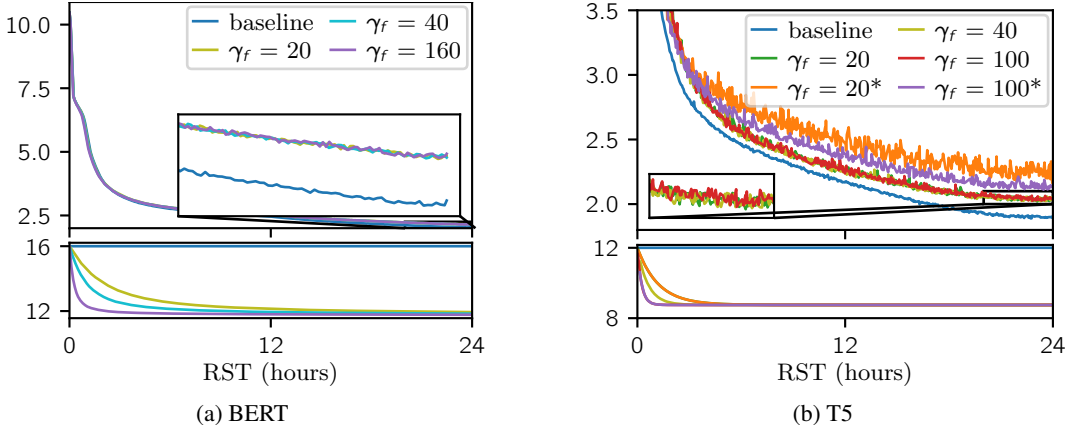 10.0
7.5
5.0
2.5
baseline
γf = 20
γf = 40
γf = 160
16
12
0
12
24
RST (hours)
(a) BERT
3.5
3.0
2.5
2.0
baseline
γf = 20
γf = 20*
γf = 40
γf = 100
γf = 100*
12
8
0
12
24
RST (hours)
(b) T5